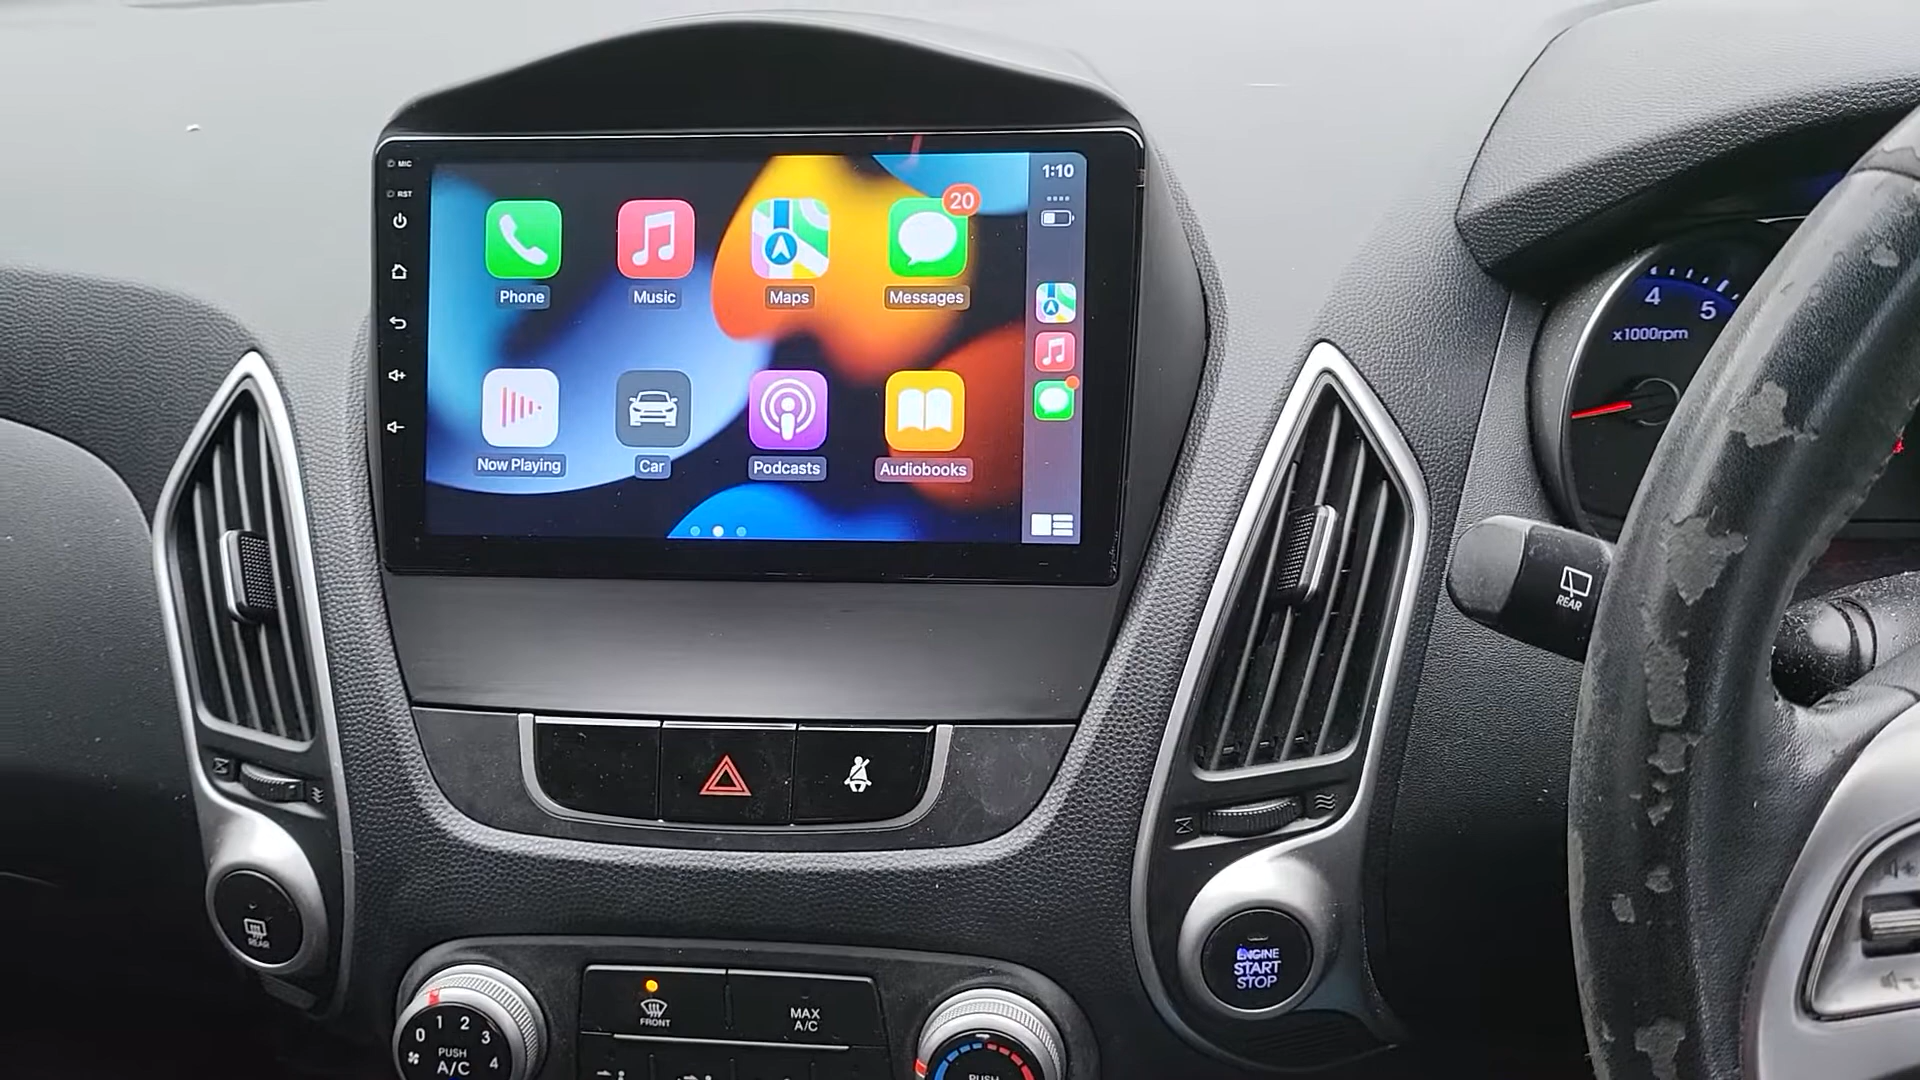 MIC
RST
1:10
20
Phone
Music
Maps
Messages
Now Playing
Car
Podcasts
Audiobooks
4
5
x1000rpm
REAR
REAR
ENGINE
START
STOP
FRONT
MAX
A/C
0
1
2
3
4
PUSH
A/C
PUSH